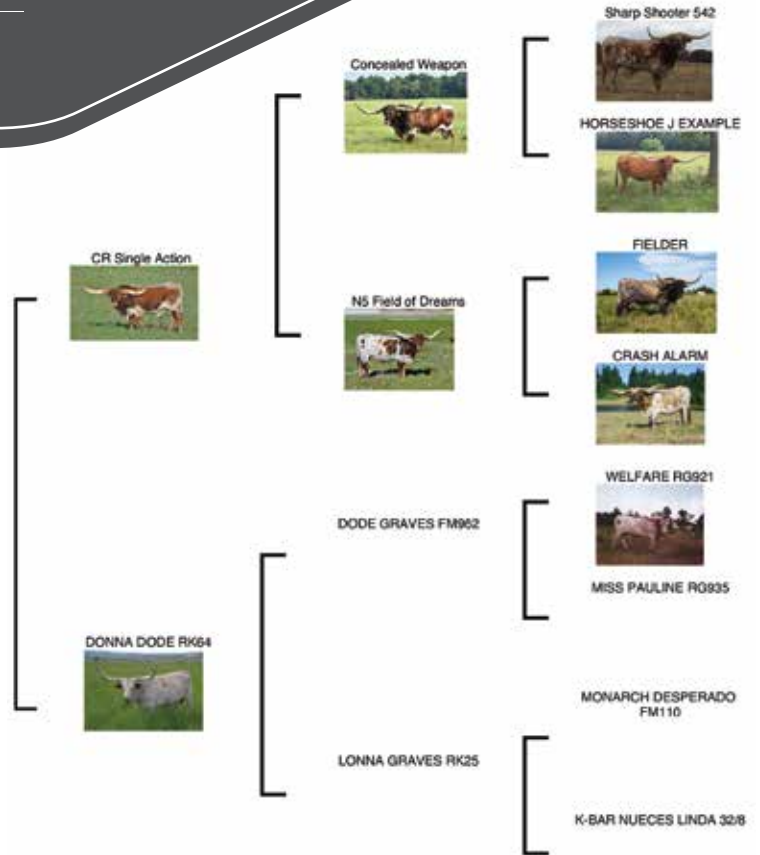 Sharp Shooter 542
Concealed Weapon
HORSESHOE J EXAMPLE
CR Single Action
FIELDER
N5 Field of Dreams
CRASH ALARM
WELFARE RG921
DODE GRAVES FM962
MISS PAULINE RG935
DONNA DODE RK64
MONARCH DESPERADO
FM110
LONNA GRAVES RK25
K-BAR NUECES LINDA 32/8